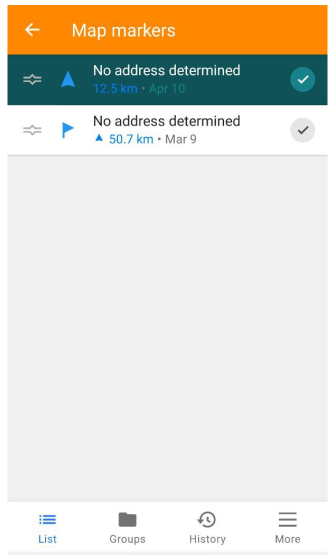 Map markers
No address determined
12.5 km • Apr 10
No address determined
50.7 km • Mar 9
List
Groups
History
More